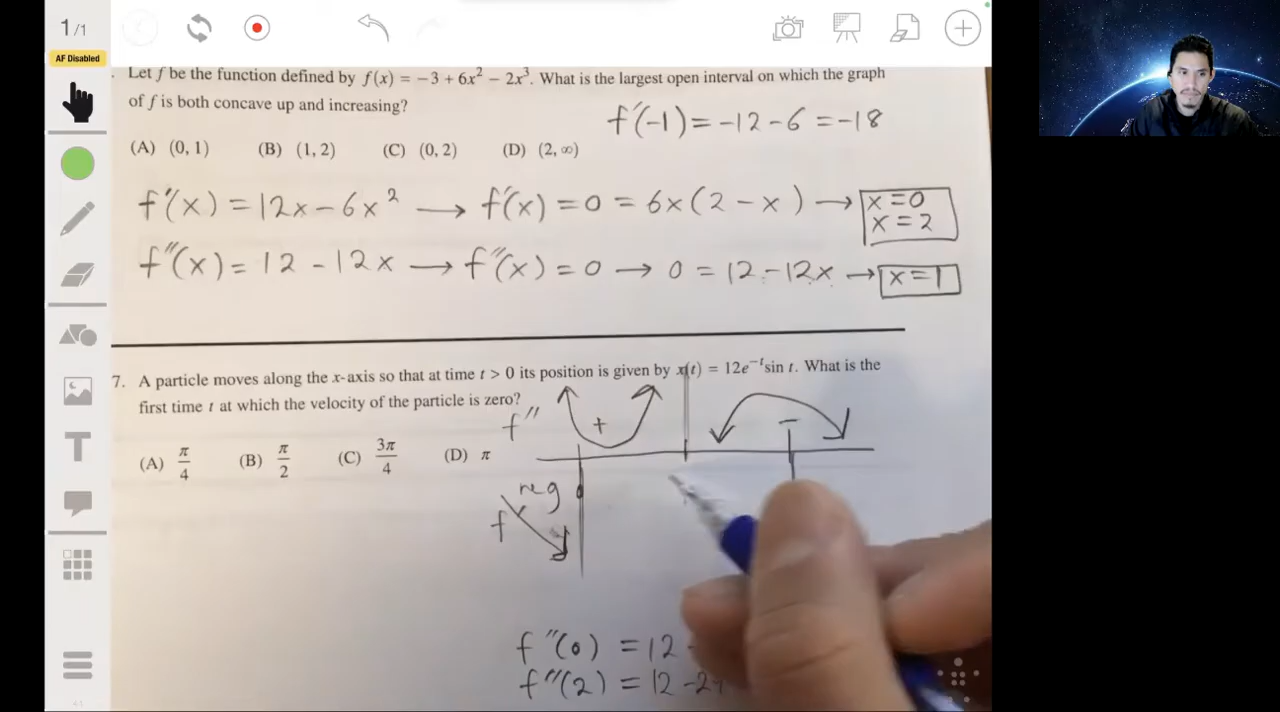 1/1
AF Disabled
. Let f be the function defined by f(x) = −3 + 6x² − 2x³. What is the largest open interval on which the graph
of f is both concave up and increasing?
f′(-1) = -12 - 6 = -18
(A) (0, 1) (B) (1, 2) (C) (0, 2) (D) (2, ∞)
f′(x) = 12x - 6x² → f′(x) = 0 = 6x(2 - x) → x = 0
x = 2
f″(x) = 12 - 12x → f″(x) = 0 → 0 = 12 - 12x → x = 1
7. A particle moves along the x-axis so that at time t > 0 its position is given by x(t) = 12e⁻ᵗ sin t. What is the
first time t at which the velocity of the particle is zero?
(A) π/4 (B) π/2 (C) 3π/4 (D) π
f″ + −
neg
f
f″(0) = 12 -
f″(2) = 12 - 24
T